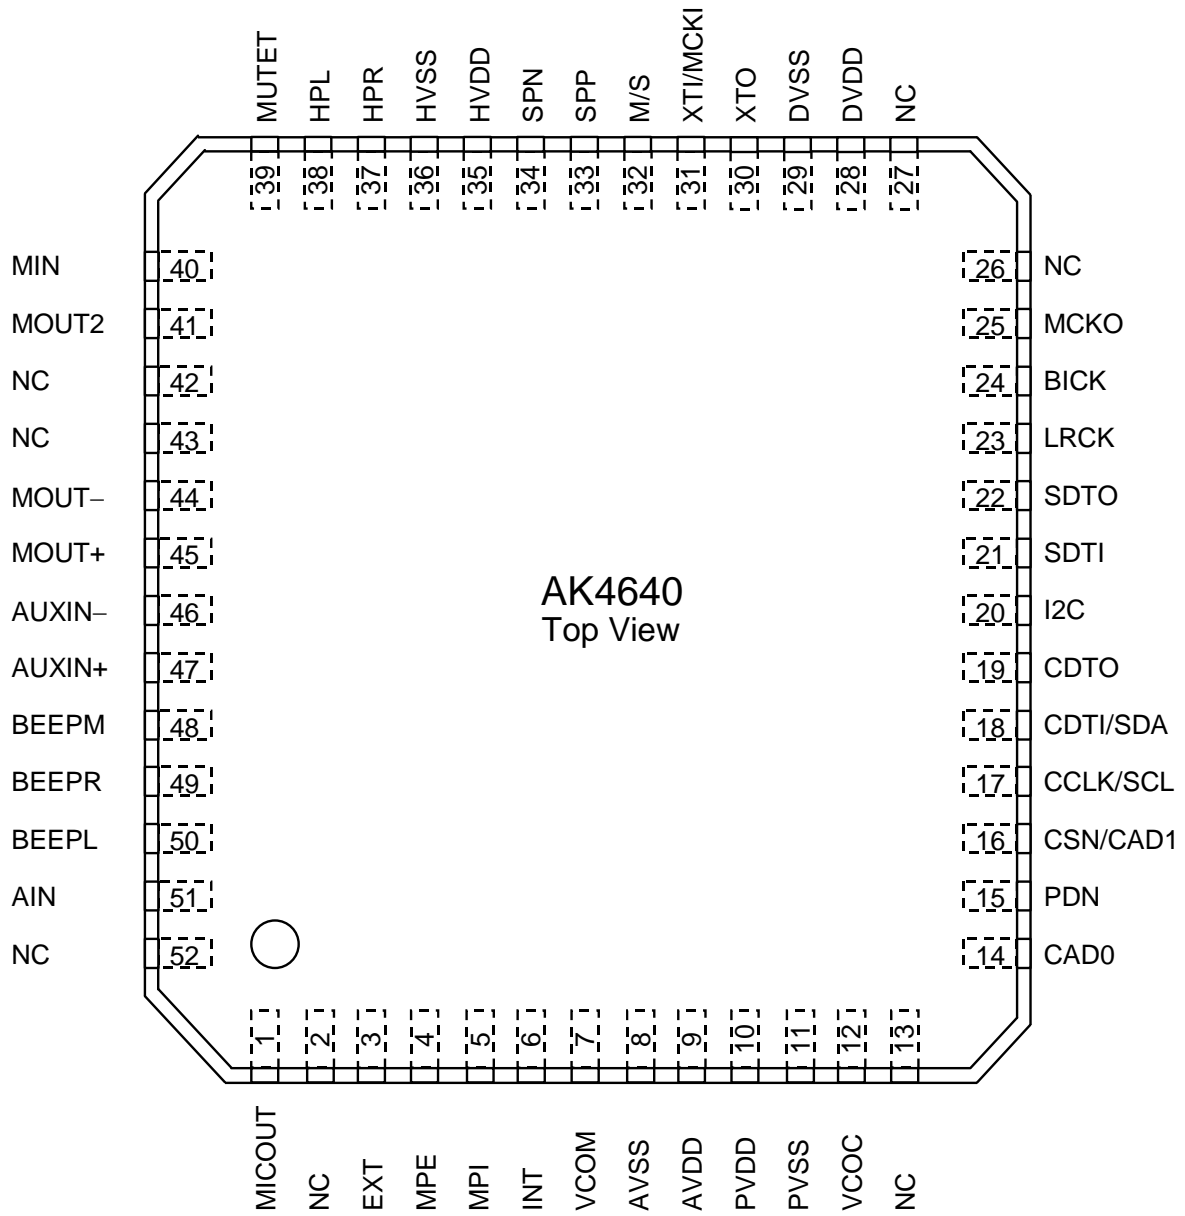 MUTET HPL HPR HVSS HVDD SPN SPP M/S XTI/MCKI XTO DVSS DVDD NC
39 38 37 36 35 34 33 32 31 30 29 28 27
MIN 40 26 NC
MOUT2 41 25 MCKO
NC 42 24 BICK
NC 43 23 LRCK
MOUT− 44 22 SDTO
MOUT+ 45 21 SDTI
AK4640
AUXIN− 46 20 I2C
Top View
AUXIN+ 47 19 CDTO
BEEPM 48 18 CDTI/SDA
BEEPR 49 17 CCLK/SCL
BEEPL 50 16 CSN/CAD1
AIN 51 15 PDN
NC 52 14 CAD0
1 2 3 4 5 6 7 8 9 10 11 12 13
MICOUT NC EXT MPE MPI INT VCOM AVSS AVDD PVDD PVSS VCOC NC